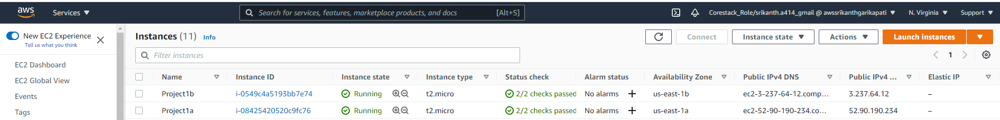 aws Services Search for services, features, marketplace products, and docs [Alt+S] Corestack_Role/srikanth.a414_gmail @ awssrikanthgarikapati N. Virginia Support
New EC2 Experience
Tell us what you think
EC2 Dashboard
EC2 Global View
Events
Tags
Instances (11) Info Connect Instance state Actions Launch instances
Filter instances 1
Name Instance ID Instance state Instance type Status check Alarm status Availability Zone Public IPv4 DNS Public IPv4 ... Elastic IP
Project1b i-0549c4a5193bb7e74 Running t2.micro 2/2 checks passed No alarms + us-east-1b ec2-3-237-64-12.comp... 3.237.64.12 –
Project1a i-08425420520c9fc76 Running t2.micro 2/2 checks passed No alarms + us-east-1a ec2-52-90-190-234.co... 52.90.190.234 –